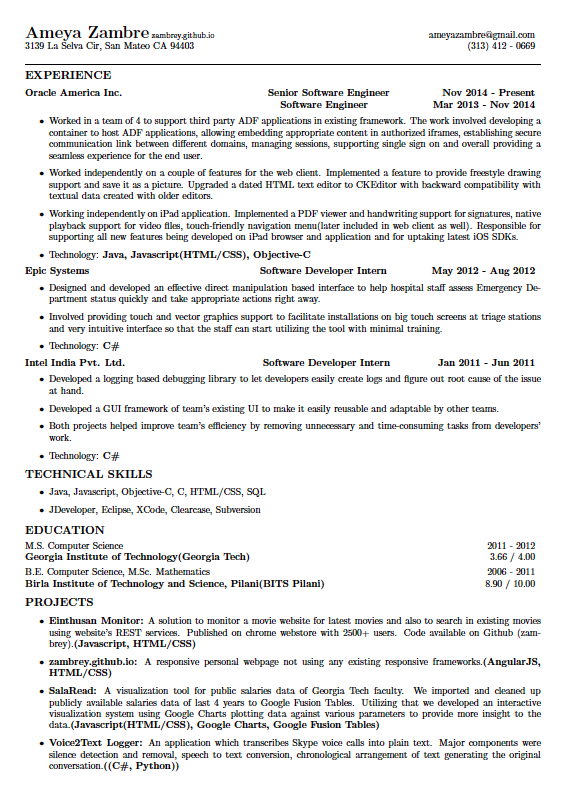 Ameya Zambre zambrey.github.io ameyazambre@gmail.com
3139 La Selva Cir, San Mateo CA 94403 (313) 412 - 0669
EXPERIENCE
Oracle America Inc. Senior Software Engineer Nov 2014 - Present
Software Engineer Mar 2013 - Nov 2014
• Worked in a team of 4 to support third party ADF applications in existing framework. The work involved developing a
container to host ADF applications, allowing embedding appropriate content in authorized iframes, establishing secure
communication link between different domains, managing sessions, supporting single sign on and overall providing a
seamless experience for the end user.
• Worked independently on a couple of features for the web client. Implemented a feature to provide freestyle drawing
support and save it as a picture. Upgraded a dated HTML text editor to CKEditor with backward compatibility with
textual data created with older editors.
• Working independently on iPad application. Implemented a PDF viewer and handwriting support for signatures, native
playback support for video files, touch-friendly navigation menu(later included in web client as well). Responsible for
supporting all new features being developed on iPad browser and application and for uptaking latest iOS SDKs.
• Technology: Java, Javascript(HTML/CSS), Objective-C
Epic Systems Software Developer Intern May 2012 - Aug 2012
• Designed and developed an effective direct manipulation based interface to help hospital staff assess Emergency De-
partment status quickly and take appropriate actions right away.
• Involved providing touch and vector graphics support to facilitate installations on big touch screens at triage stations
and very intuitive interface so that the staff can start utilizing the tool with minimal training.
• Technology: C#
Intel India Pvt. Ltd. Software Developer Intern Jan 2011 - Jun 2011
• Developed a logging based debugging library to let developers easily create logs and figure out root cause of the issue
at hand.
• Developed a GUI framework of team's existing UI to make it easily reusable and adaptable by other teams.
• Both projects helped improve team's efficiency by removing unnecessary and time-consuming tasks from developers'
work.
• Technology: C#
TECHNICAL SKILLS
• Java, Javascript, Objective-C, C, HTML/CSS, SQL
• JDeveloper, Eclipse, XCode, Clearcase, Subversion
EDUCATION
M.S. Computer Science 2011 - 2012
Georgia Institute of Technology(Georgia Tech) 3.66 / 4.00
B.E. Computer Science, M.Sc. Mathematics 2006 - 2011
Birla Institute of Technology and Science, Pilani(BITS Pilani) 8.90 / 10.00
PROJECTS
• Einthusan Monitor: A solution to monitor a movie website for latest movies and also to search in existing movies
using website's REST services. Published on chrome webstore with 2500+ users. Code available on Github (zam-
brey).(Javascript, HTML/CSS)
• zambrey.github.io: A responsive personal webpage not using any existing responsive frameworks.(AngularJS,
HTML/CSS)
• SalaRead: A visualization tool for public salaries data of Georgia Tech faculty. We imported and cleaned up
publicly available salaries data of last 4 years to Google Fusion Tables. Utilizing that we developed an interactive
visualization system using Google Charts plotting data against various parameters to provide more insight to the
data.(Javascript(HTML/CSS), Google Charts, Google Fusion Tables)
• Voice2Text Logger: An application which transcribes Skype voice calls into plain text. Major components were
silence detection and removal, speech to text conversion, chronological arrangement of text generating the original
conversation.((C#, Python))